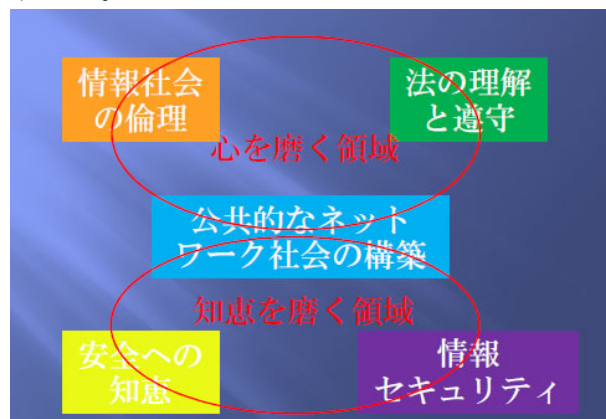 情報社会
の倫理
法の理解
と遵守
心を磨く領域
公共的なネット
ワーク社会の構築
知恵を磨く領域
安全への
知恵
情報
セキュリティ